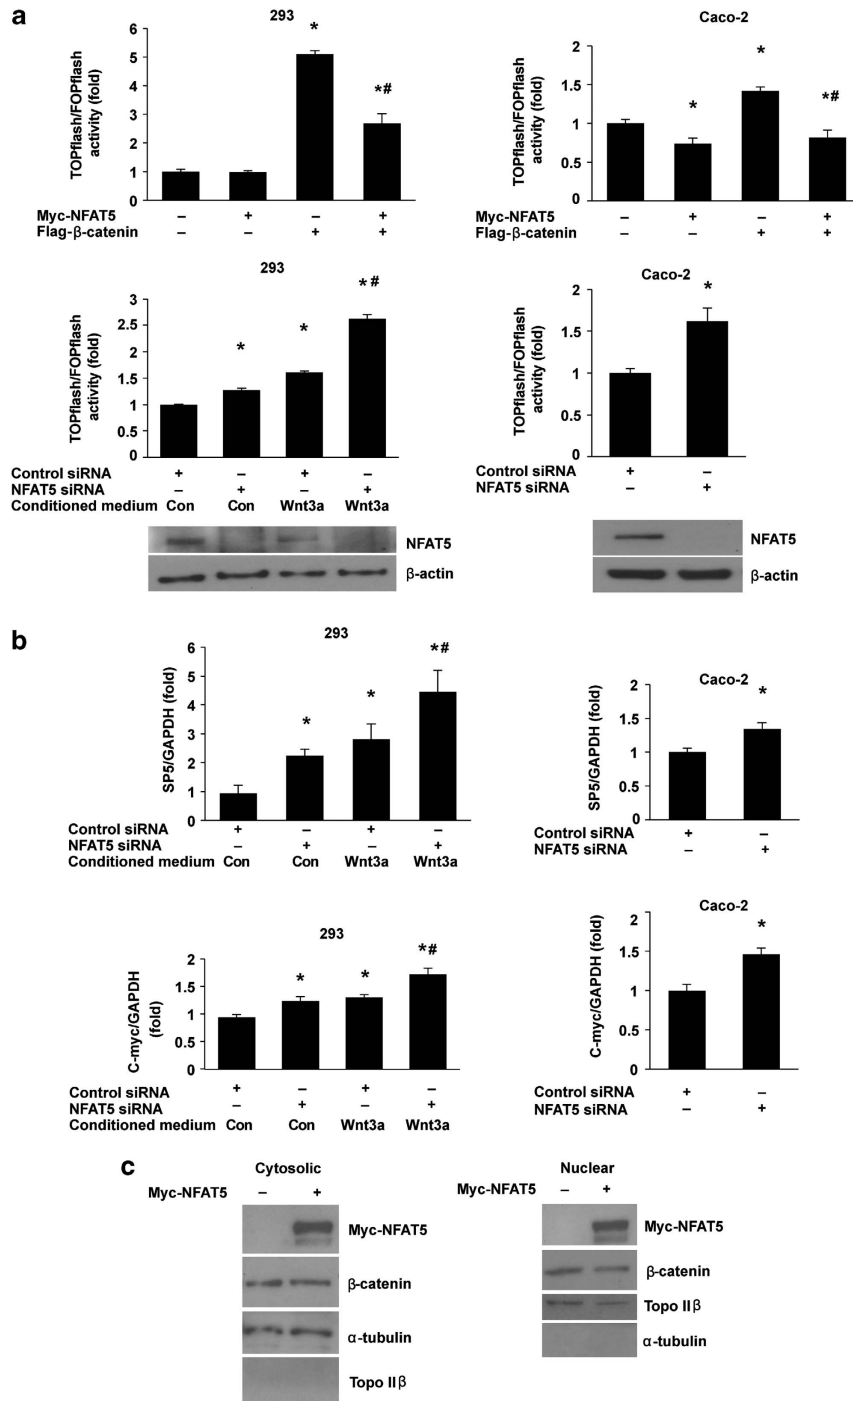 a
293
TOPflash/FOPflash
activity (fold)
6
5
4
3
2
1
0
*
*#
Myc-NFAT5 – + – +
Flag-β-catenin – – + +
Caco-2
TOPflash/FOPflash
activity (fold)
2
1.5
1
0.5
0
*
*
*#
Myc-NFAT5 – + – +
Flag-β-catenin – – + +
293
TOPflash/FOPflash
activity (fold)
3
2.5
2
1.5
1
0.5
0
*
*
*#
Control siRNA + – + –
NFAT5 siRNA – + – +
Conditioned medium Con Con Wnt3a Wnt3a
NFAT5
β-actin
Caco-2
TOPflash/FOPflash
activity (fold)
2
1.5
1
0.5
0
*
Control siRNA + –
NFAT5 siRNA – +
NFAT5
β-actin
b
293
SP5/GAPDH (fold)
6
5
4
3
2
1
0
*
*
*#
Control siRNA + – + –
NFAT5 siRNA – + – +
Conditioned medium Con Con Wnt3a Wnt3a
Caco-2
SP5/GAPDH (fold)
2
1.5
1
0.5
0
*
Control siRNA + –
NFAT5 siRNA – +
293
C-myc/GAPDH
(fold)
2
1.5
1
0.5
0
*
*
*#
Control siRNA + – + –
NFAT5 siRNA – + – +
Conditioned medium Con Con Wnt3a Wnt3a
Caco-2
C-myc/GAPDH (fold)
2
1.5
1
0.5
0
*
Control siRNA + –
NFAT5 siRNA – +
c
Cytosolic
Myc-NFAT5 – +
Myc-NFAT5
β-catenin
α-tubulin
Topo IIβ
Nuclear
Myc-NFAT5 – +
Myc-NFAT5
β-catenin
Topo IIβ
α-tubulin